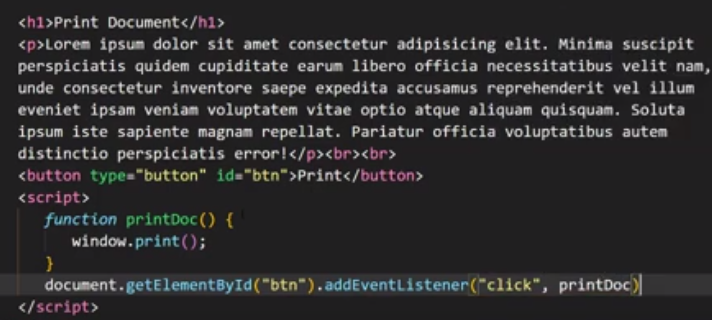 <h1>Print Document</h1>
<p>Lorem ipsum dolor sit amet consectetur adipisicing elit. Minima suscipit
perspiciatis quidem cupiditate earum libero officia necessitatibus velit nam,
unde consectetur inventore saepe expedita accusamus reprehenderit vel illum
eveniet ipsam veniam voluptatem vitae optio atque aliquam quisquam. Soluta
ipsum iste sapiente magnam repellat. Pariatur officia voluptatibus autem
distinctio perspiciatis error!</p><br><br>
<button type="button" id="btn">Print</button>
<script>
function printDoc() {
window.print();
}
document.getElementById("btn").addEventListener("click", printDoc)
</script>